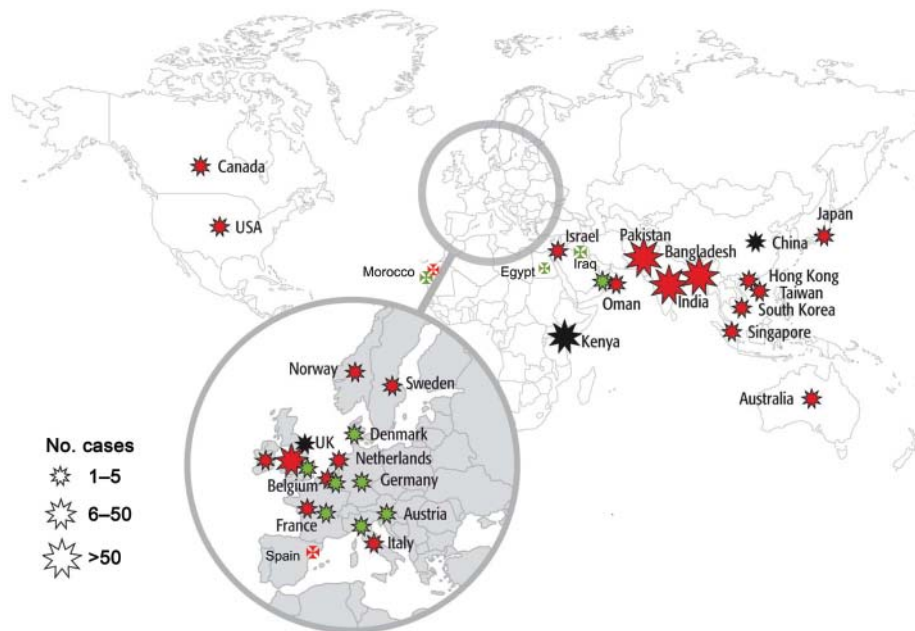 Canada
USA
Morocco
Israel
Egypt
Iraq
Pakistan
Bangladesh
Oman
India
Kenya
Japan
China
Hong Kong
Taiwan
South Korea
Singapore
Australia
Norway
Sweden
UK
Denmark
Netherlands
Belgium
Germany
France
Austria
Italy
Spain
No. cases
1–5
6–50
>50